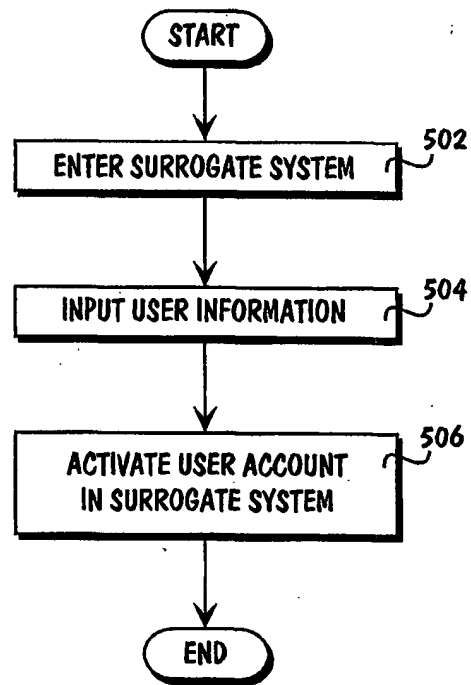 START
502
ENTER SURROGATE SYSTEM
504
INPUT USER INFORMATION
506
ACTIVATE USER ACCOUNT
IN SURROGATE SYSTEM
END